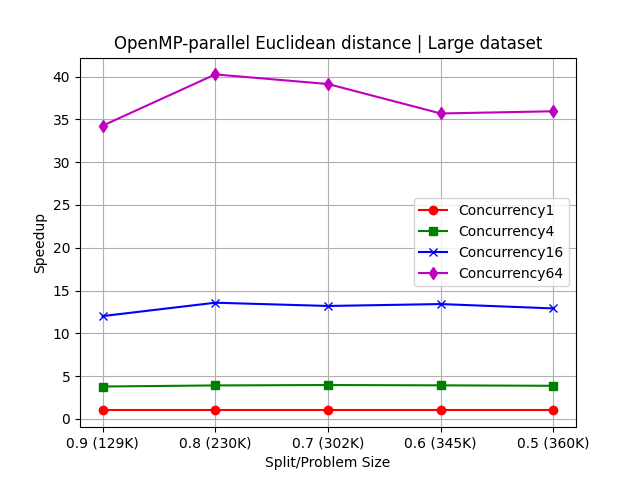 OpenMP-parallel Euclidean distance | Large dataset
40
35
30
25
20
15
10
5
0
Speedup
Concurrency1
Concurrency4
Concurrency16
Concurrency64
0.9 (129K) 0.8 (230K) 0.7 (302K) 0.6 (345K) 0.5 (360K)
Split/Problem Size